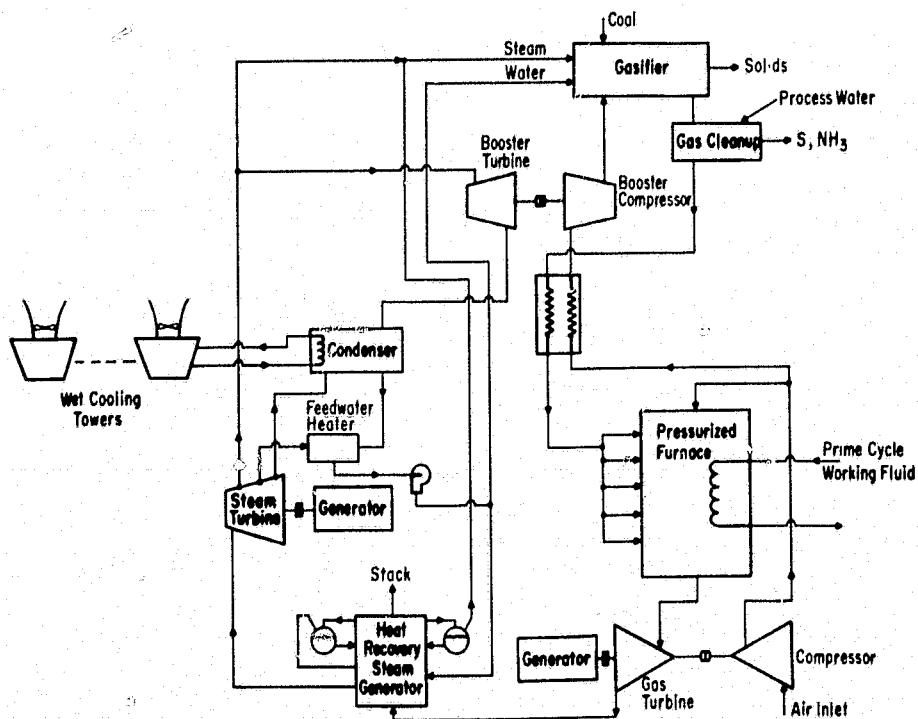 Coal
Steam
Gasifier
Sol·ds
Water
Process Water
Gas Cleanup
S, NH3
Booster
Turbine
Booster
Compressor
Condenser
Wet Cooling
Towers
Feedwater
Heater
Pressurized
Furnace
Prime Cycle
Working Fluid
Steam
Turbine
Generator
Stack
Heat
Recovery
Steam
Generator
Generator
Gas
Turbine
Compressor
Air Inlet